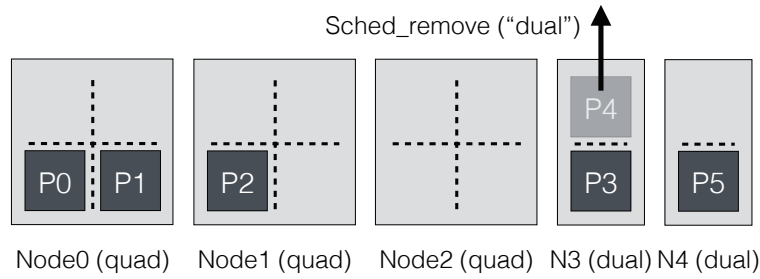 Sched_remove (“dual”)
P4
P0 P1 P2 P3 P5
Node0 (quad) Node1 (quad) Node2 (quad) N3 (dual) N4 (dual)